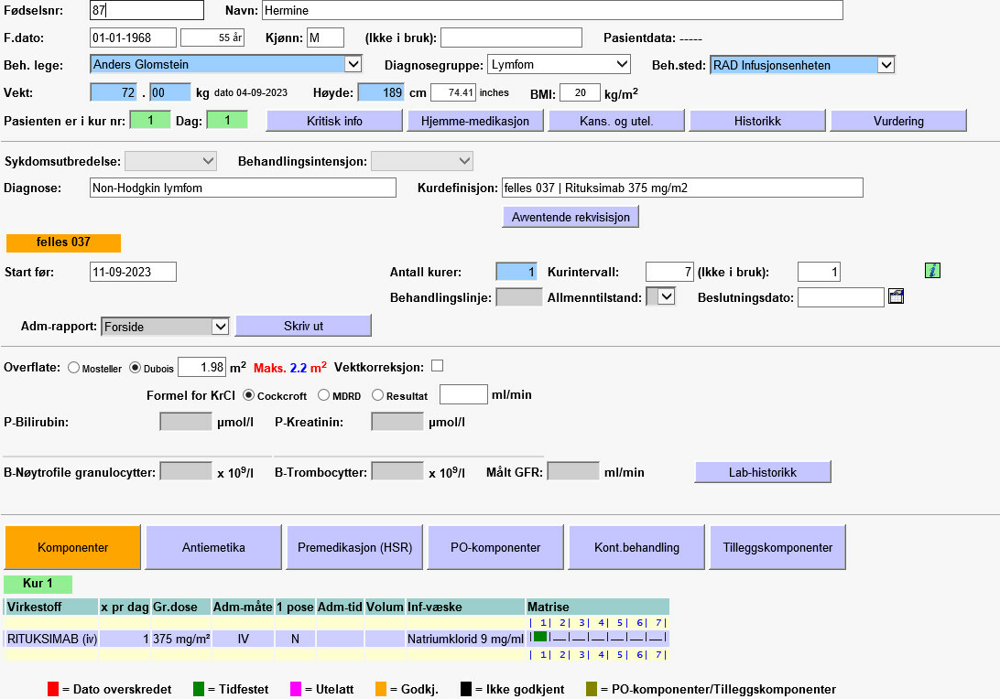 Fødselsnr: 87 Navn: Hermine
F.dato: 01-01-1968 55 år Kjønn: M (Ikke i bruk): Pasientdata: -----
Beh. lege: Anders Glomstein Diagnosegruppe: Lymfom Beh.sted: RAD Infusjonsenheten
Vekt: 72 . 00 kg dato 04-09-2023 Høyde: 189 cm 74.41 inches BMI: 20 kg/m²
Pasienten er i kur nr: 1 Dag: 1 Kritisk info Hjemme-medikasjon Kans. og utel. Historikk Vurdering
Sykdomsutbredelse: Behandlingsintensjon:
Diagnose: Non-Hodgkin lymfom Kurdefinisjon: felles 037 | Rituksimab 375 mg/m2
Avventende rekvisisjon
felles 037
Start før: 11-09-2023 Antall kurer: 1 Kurintervall: 7 (Ikke i bruk): 1 i
Behandlingslinje: Allmenntilstand: Beslutningsdato:
Adm-rapport: Forside Skriv ut
Overflate: Mosteller Dubois 1.98 m² Maks. 2.2 m² Vektkorreksjon:
Formel for KrCl Cockcroft MDRD Resultat ml/min
P-Bilirubin: µmol/l P-Kreatinin: µmol/l
B-Nøytrofile granulocytter: x 10⁹/l B-Trombocytter: x 10⁹/l Målt GFR: ml/min Lab-historikk
Komponenter Antiemetika Premedikasjon (HSR) PO-komponenter Kont.behandling Tilleggskomponenter
Kur 1
Virkestoff x pr dag Gr.dose Adm-måte 1 pose Adm-tid Volum Inf-væske Matrise
| 1| 2| 3| 4| 5| 6| 7|
RITUKSIMAB (iv) 1 375 mg/m² IV N Natriumklorid 9 mg/ml
| 1| 2| 3| 4| 5| 6| 7|
= Dato overskredet = Tidfestet = Utelatt = Godkj. = Ikke godkjent = PO-komponenter/Tilleggskomponenter